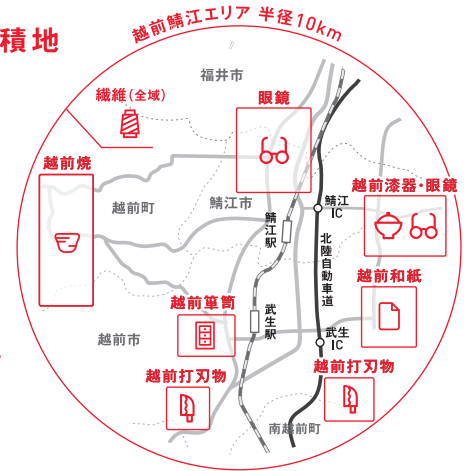 積地
越前鯖江エリア 半径10km
福井市
繊維(全域)
眼鏡
越前焼
越前漆器・眼鏡
越前町
鯖江市
鯖江駅
鯖江IC
北陸自動車道
越前和紙
越前箪笥
武生駅
武生IC
越前市
越前打刃物
越前打刃物
南越前町